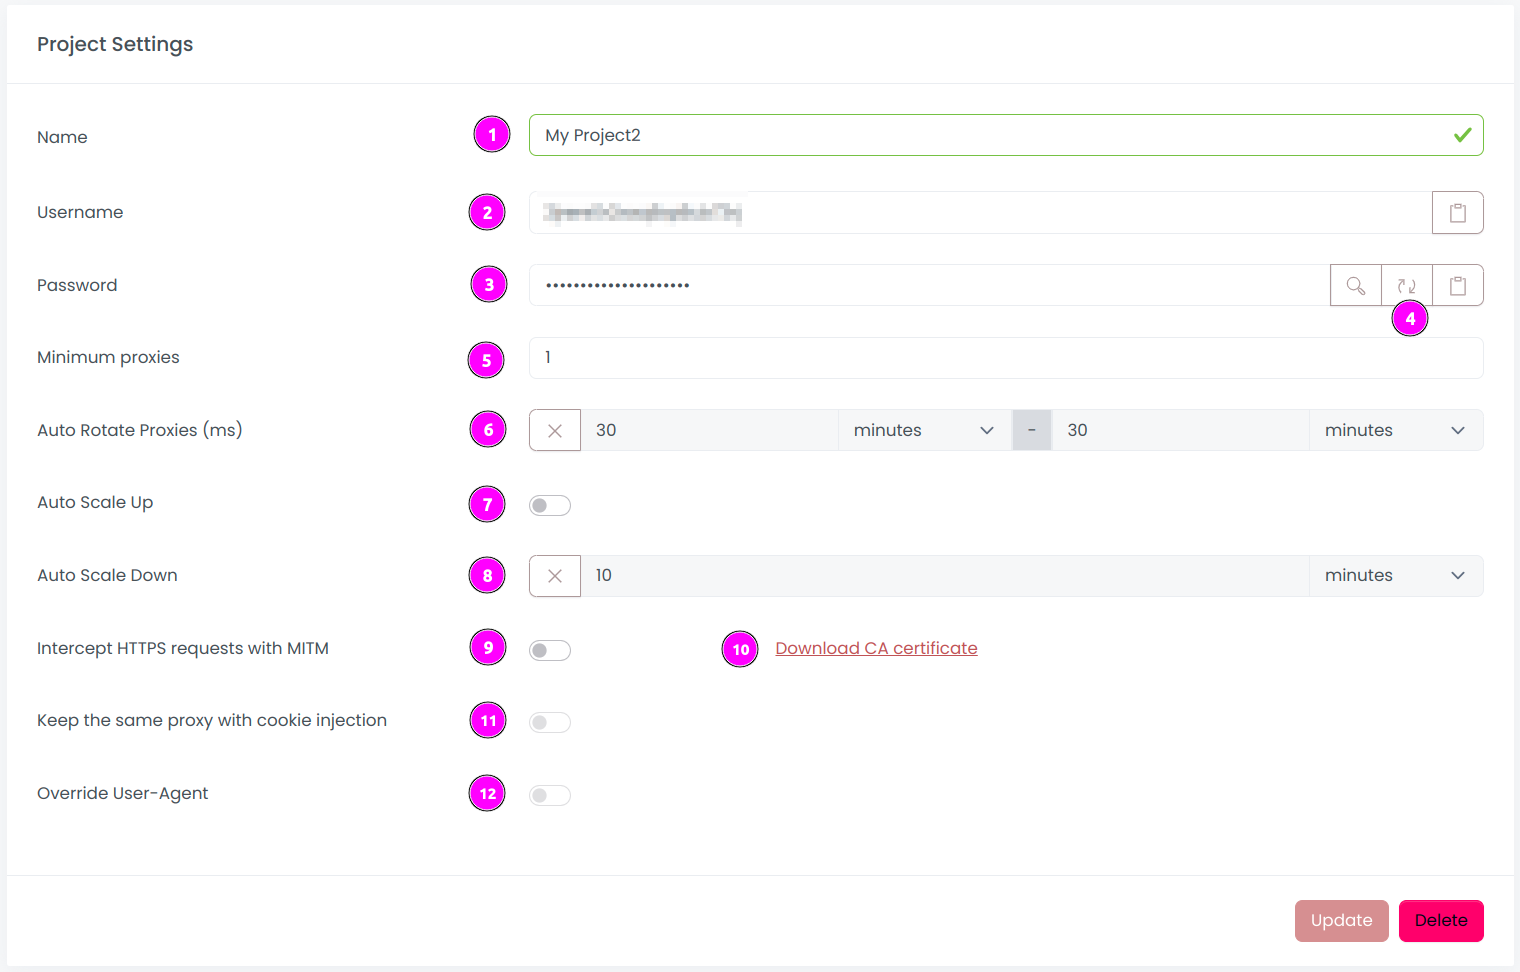 Project Settings
Name 1 My Project2
Username 2
Password 3 •••••••••••••••••••••
4
Minimum proxies 5 1
Auto Rotate Proxies (ms) 6 30 minutes - 30 minutes
Auto Scale Up 7
Auto Scale Down 8 10 minutes
Intercept HTTPS requests with MITM 9 10 Download CA certificate
Keep the same proxy with cookie injection 11
Override User-Agent 12
Update Delete